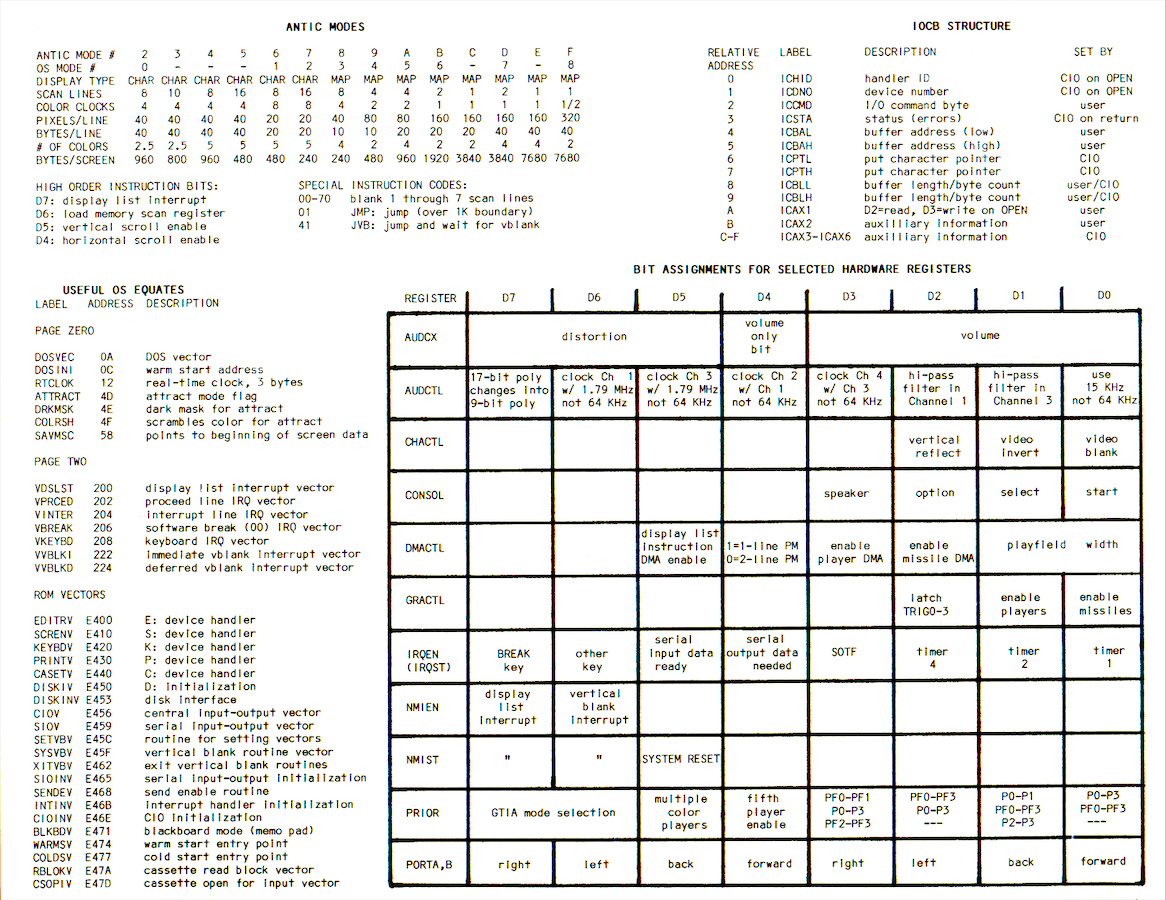 ANTIC MODES
ANTIC MODE # 2 3 4 5 6 7 8 9 A B C D E F
OS MODE # 0 - - - 1 2 3 4 5 6 - 7 - 8
DISPLAY TYPE CHAR CHAR CHAR CHAR CHAR CHAR MAP MAP MAP MAP MAP MAP MAP MAP
SCAN LINES 8 10 8 16 8 16 8 4 4 2 1 2 1 1
COLOR CLOCKS 4 4 4 4 8 8 4 2 2 1 1 1 1 1/2
PIXELS/LINE 40 40 40 40 20 20 40 80 80 160 160 160 160 320
BYTES/LINE 40 40 40 40 20 20 10 10 20 20 20 40 40 40
# OF COLORS 2.5 2.5 5 5 5 5 4 2 4 2 2 4 4 2
BYTES/SCREEN 960 800 960 480 480 240 240 480 960 1920 3840 3840 7680 7680
HIGH ORDER INSTRUCTION BITS:
D7: display list interrupt
D6: load memory scan register
D5: vertical scroll enable
D4: horizontal scroll enable
SPECIAL INSTRUCTION CODES:
00-70 blank 1 through 7 scan lines
01 JMP: jump (over 1K boundary)
41 JVB: jump and wait for vblank
IOCB STRUCTURE
RELATIVE LABEL DESCRIPTION SET BY
ADDRESS
0 ICHID handler ID CIO on OPEN
1 ICDNO device number CIO on OPEN
2 ICCMD I/O command byte user
3 ICSTA status (errors) CIO on return
4 ICBAL buffer address (low) user
5 ICBAH buffer address (high) user
6 ICPTL put character pointer CIO
7 ICPTH put character pointer CIO
8 ICBLL buffer length/byte count user/CIO
9 ICBLH buffer length/byte count user/CIO
A ICAX1 D2=read, D3=write on OPEN user
B ICAX2 auxilliary information user
C-F ICAX3-ICAX6 auxilliary information CIO
USEFUL OS EQUATES
LABEL ADDRESS DESCRIPTION
PAGE ZERO
DOSVEC 0A DOS vector
DOSINI 0C warm start address
RTCLOK 12 real-time clock, 3 bytes
ATTRACT 4D attract mode flag
DRKMSK 4E dark mask for attract
COLRSH 4F scrambles color for attract
SAVMSC 58 points to beginning of screen data
PAGE TWO
VDSLST 200 display list interrupt vector
VPRCED 202 proceed line IRQ vector
VINTER 204 interrupt line IRQ vector
VBREAK 206 software break (00) IRQ vector
VKEYBD 208 keyboard IRQ vector
VVBLKI 222 immediate vblank interrupt vector
VVBLKD 224 deferred vblank interrupt vector
ROM VECTORS
EDITRV E400 E: device handler
SCRENV E410 S: device handler
KEYBDV E420 K: device handler
PRINTV E430 P: device handler
CASETV E440 C: device handler
DISKIV E450 D: initialization
DISKINV E453 disk interface
CIOV E456 central input-output vector
SIOV E459 serial input-output vector
SETVBV E45C routine for setting vectors
SYSVBV E45F vertical blank routine vector
XITVBV E462 exit vertical blank routines
SIOINV E465 serial input-output initialization
SENDEV E468 send enable routine
INTINV E46B interrupt handler initialization
CIOINV E46E CIO initialization
BLKBDV E471 blackboard mode (memo pad)
WARMSV E474 warm start entry point
COLDSV E477 cold start entry point
RBLOKV E47A cassette read block vector
CSOPIV E47D cassette open for input vector
BIT ASSIGNMENTS FOR SELECTED HARDWARE REGISTERS
REGISTER D7 D6 D5 D4 D3 D2 D1 D0
volume
AUDCX distortion only volume
bit
17-bit poly clock Ch 1 clock Ch 3 clock Ch 2 clock Ch 4 hi-pass hi-pass use
AUDCTL changes into w/ 1.79 MHz w/ 1.79 MHz w/ Ch 1 w/ Ch 3 filter in filter in 15 KHz
9-bit poly not 64 KHz not 64 KHz not 64 KHz not 64 KHz Channel 1 Channel 3 not 64 KHz
CHACTL vertical video video
reflect invert blank
CONSOL speaker option select start
display list
DMACTL instruction 1=1-line PM enable enable playfield width
DMA enable 0=2-line PM player DMA missile DMA
GRACTL latch enable enable
TRIG0-3 players missiles
serial serial
IRQEN BREAK other input data output data SOTF timer timer timer
(IRQST) key key ready needed 4 2 1
display vertical
NMIEN list blank
interrupt interrupt
NMIST " " SYSTEM RESET
multiple fifth PF0-PF1 PF0-PF3 P0-P1 P0-P3
PRIOR GTIA mode selection color player P0-P3 P0-P3 PF0-PF3 PF0-PF3
players enable PF2-PF3 --- P2-P3 ---
PORTA,B right left back forward right left back forward